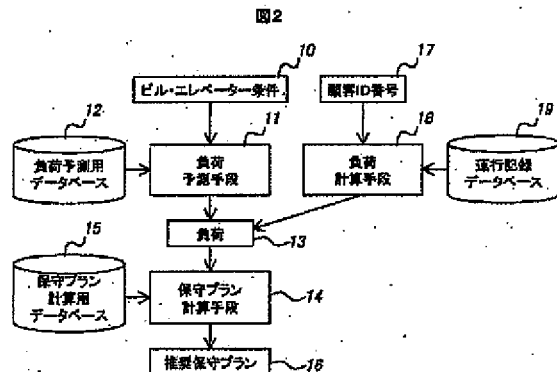 図2
10
17
ビル・エレベーター条件
顧客ID番号
12
11
18
19
負荷予測用
データベース
負荷
予測手段
負荷
計算手段
運行記録
データベース
15
負荷
13
保守プラン
計算用
データベース
保守プラン
計算手段
14
推奨保守プラン
16